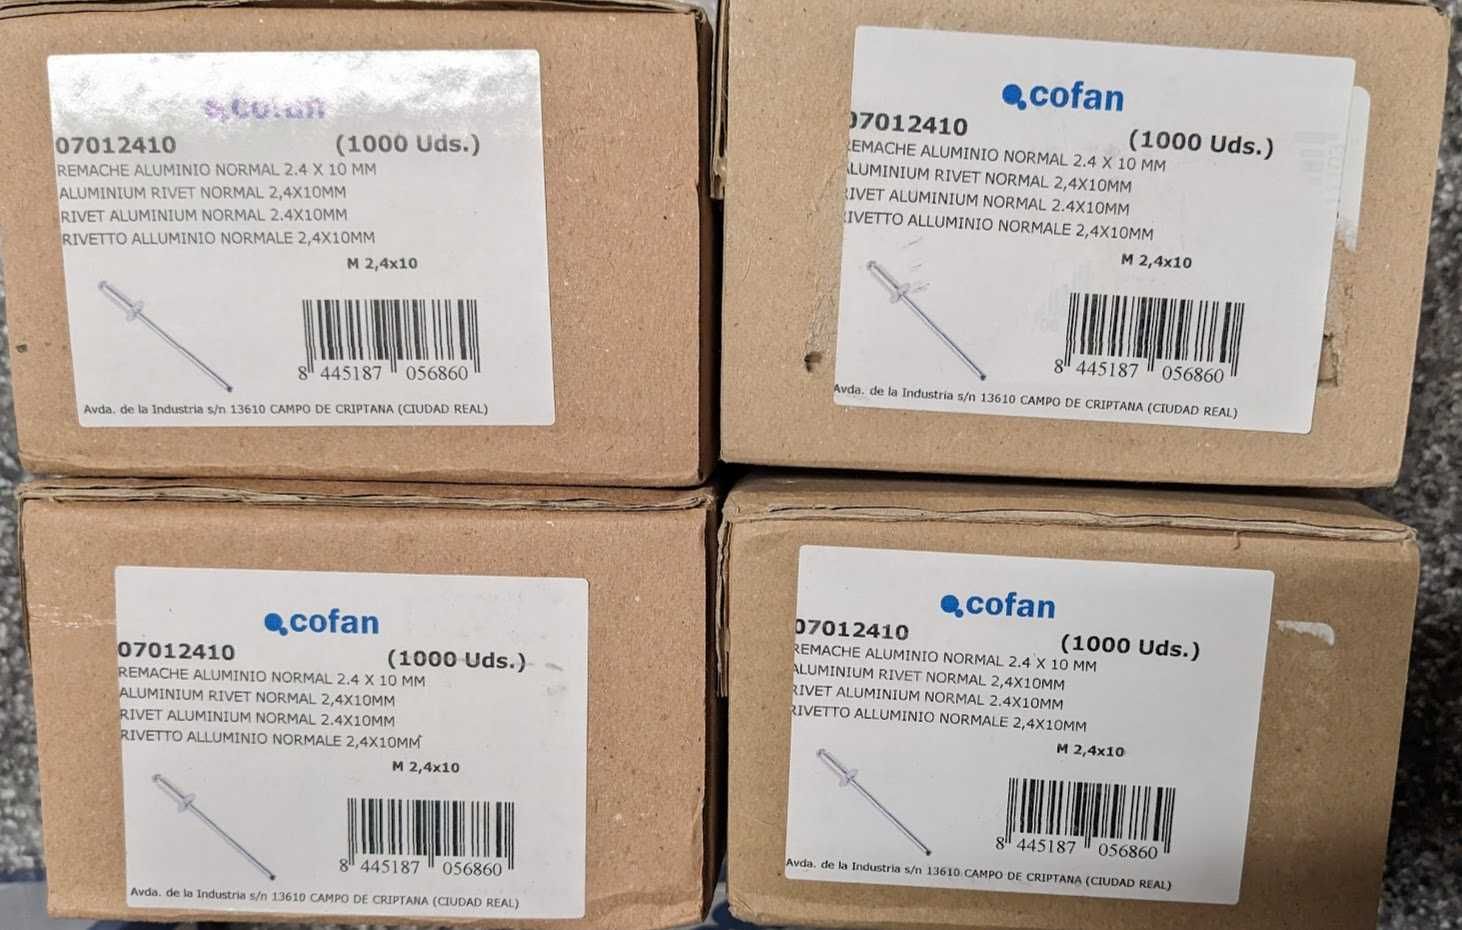 cofan
07012410 (1000 Uds.)
REMACHE ALUMINIO NORMAL 2.4 X 10 MM
ALUMINIUM RIVET NORMAL 2,4X10MM
RIVET ALUMINIUM NORMAL 2.4X10MM
RIVETTO ALLUMINIO NORMALE 2,4X10MM
M 2,4x10
8 445187 056860
Avda. de la Industria s/n 13610 CAMPO DE CRIPTANA (CIUDAD REAL)
cofan
07012410 (1000 Uds.)
REMACHE ALUMINIO NORMAL 2.4 X 10 MM
ALUMINIUM RIVET NORMAL 2,4X10MM
RIVET ALUMINIUM NORMAL 2.4X10MM
RIVETTO ALLUMINIO NORMALE 2,4X10MM
M 2,4x10
8 445187 056860
Avda. de la Industria s/n 13610 CAMPO DE CRIPTANA (CIUDAD REAL)
cofan
07012410 (1000 Uds.)
REMACHE ALUMINIO NORMAL 2.4 X 10 MM
ALUMINIUM RIVET NORMAL 2,4X10MM
RIVET ALUMINIUM NORMAL 2.4X10MM
RIVETTO ALLUMINIO NORMALE 2,4X10MM
M 2,4x10
8 445187 056860
Avda. de la Industria s/n 13610 CAMPO DE CRIPTANA (CIUDAD REAL)
cofan
07012410 (1000 Uds.)
REMACHE ALUMINIO NORMAL 2.4 X 10 MM
ALUMINIUM RIVET NORMAL 2,4X10MM
RIVET ALUMINIUM NORMAL 2.4X10MM
RIVETTO ALLUMINIO NORMALE 2,4X10MM
M 2,4x10
8 445187 056860
Avda. de la Industria s/n 13610 CAMPO DE CRIPTANA (CIUDAD REAL)